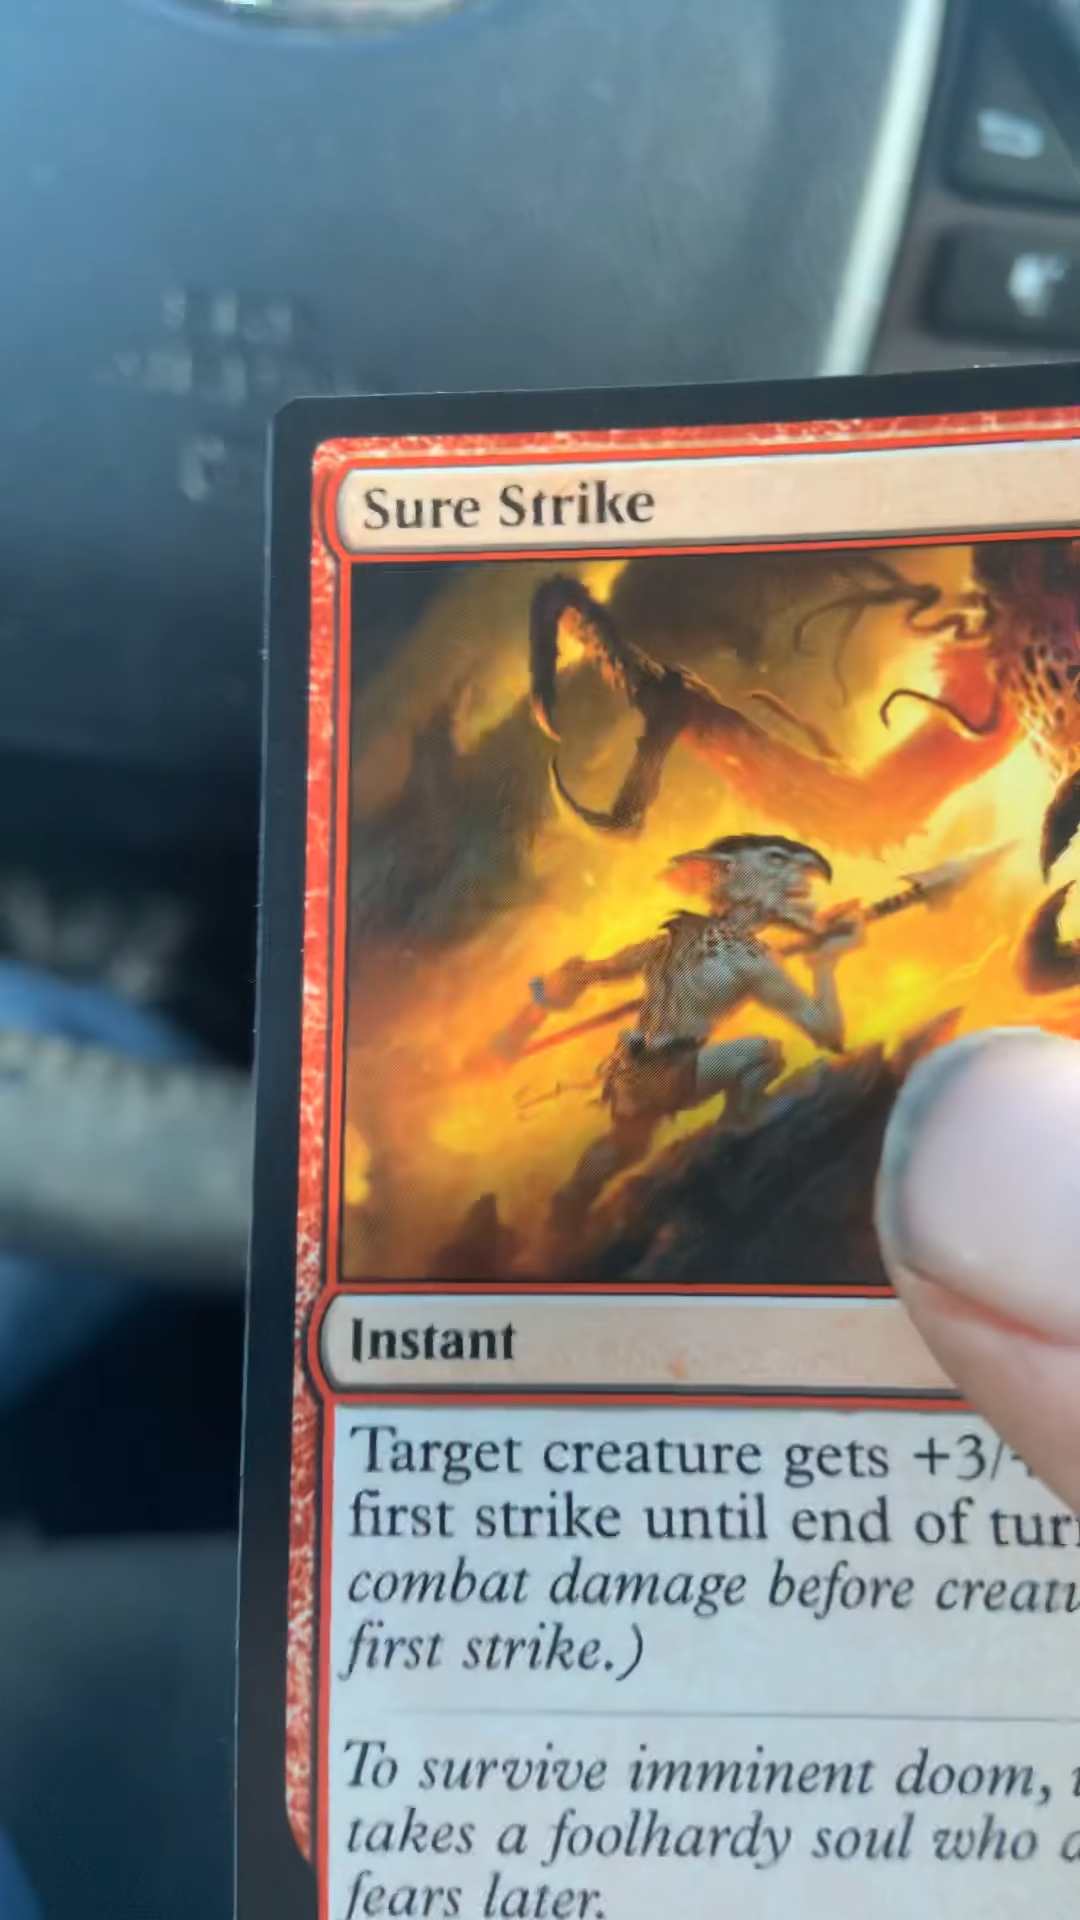 Sure Strike
Instant
Target creature gets +3/
first strike until end of tur
combat damage before creatu
first strike.)
To survive imminent doom,
takes a foolhardy soul who
fears later.